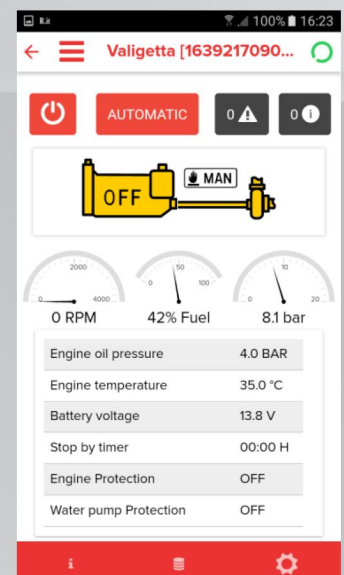 R.it 100% 16:23
Valigetta [1639217090...
AUTOMATIC 0 0 i
OFF MAN
2000 50 10
0 4000 0 100 0 20
0 RPM 42% Fuel 8.1 bar
Engine oil pressure 4.0 BAR
Engine temperature 35.0 °C
Battery voltage 13.8 V
Stop by timer 00:00 H
Engine Protection OFF
Water pump Protection OFF
i